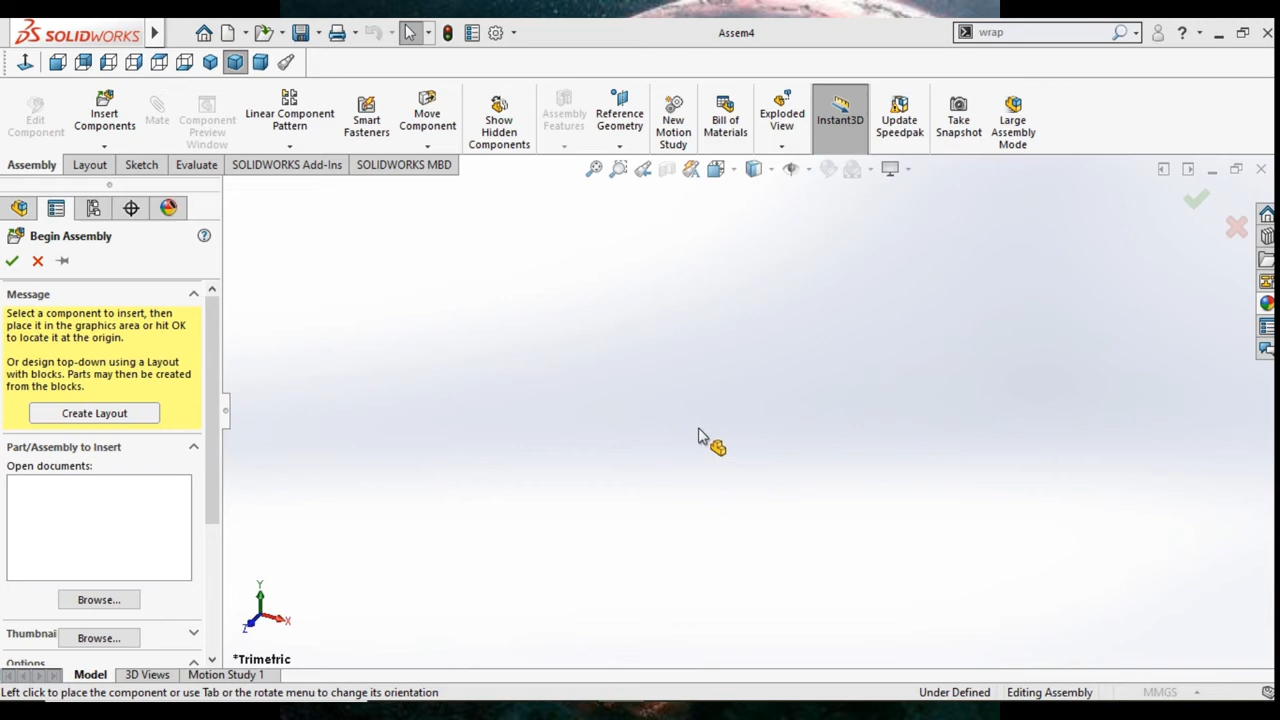 SOLIDWORKS
Assem4
wrap
?
Edit Component
Insert Components
Mate
Component Preview Window
Linear Component Pattern
Smart Fasteners
Move Component
Show Hidden Components
Assembly Features
Reference Geometry
New Motion Study
Bill of Materials
Exploded View
Instant3D
Update Speedpak
Take Snapshot
Large Assembly Mode
Assembly
Layout
Sketch
Evaluate
SOLIDWORKS Add-Ins
SOLIDWORKS MBD
Begin Assembly
?
Message
Select a component to insert, then
place it in the graphics area or hit OK
to locate it at the origin.
Or design top-down using a Layout
with blocks. Parts may then be created
from the blocks.
Create Layout
Part/Assembly to Insert
Open documents:
Browse...
Thumbnai
Browse...
Options
Y
X
Z
*Trimetric
Model
3D Views
Motion Study 1
Left click to place the component or use Tab or the rotate menu to change its orientation
Under Defined
Editing Assembly
MMGS